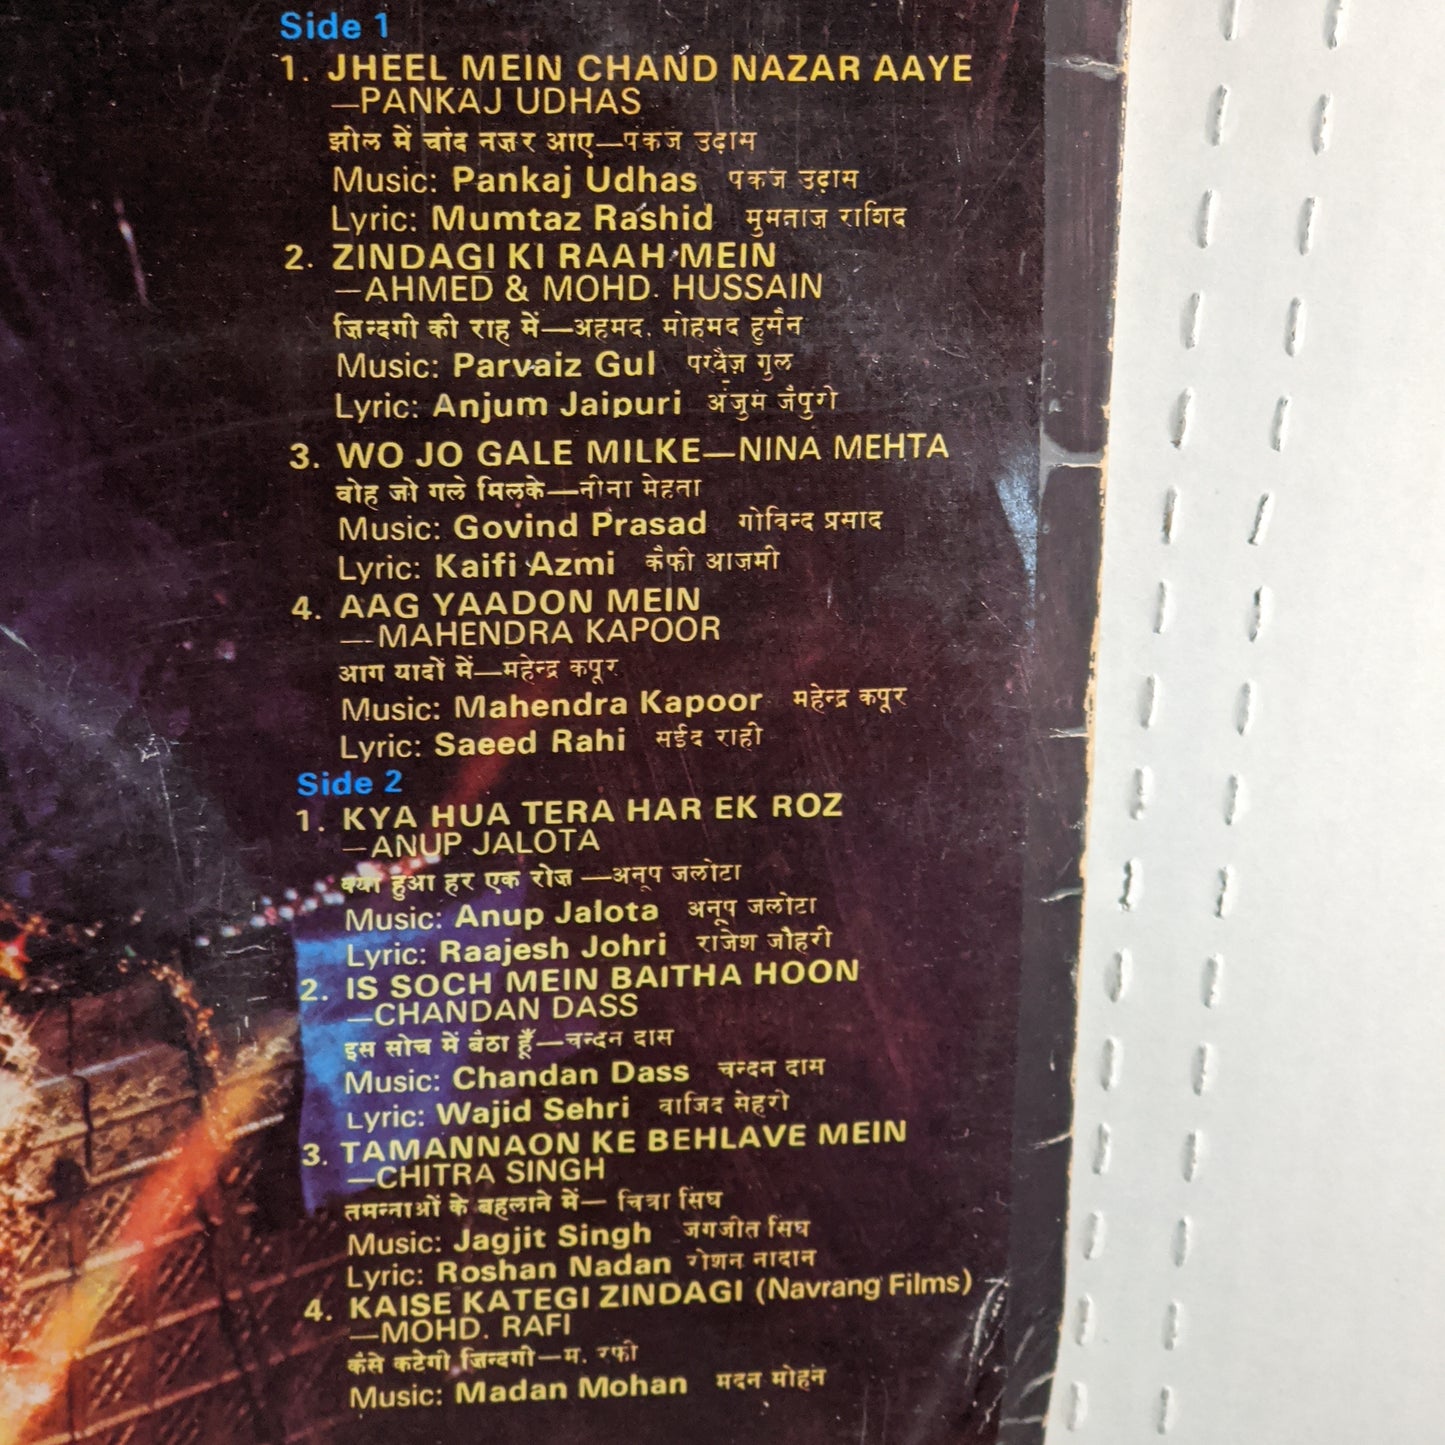 Side 1
1. JHEEL MEIN CHAND NAZAR AAYE
—PANKAJ UDHAS
झील में चांद नज़र आए—पंकज उदास
Music: Pankaj Udhas पंकज उदास
Lyric: Mumtaz Rashid मुमताज़ राशिद
2. ZINDAGI KI RAAH MEIN
—AHMED & MOHD. HUSSAIN
ज़िन्दगी की राह में—अहमद, मोहमद हुसैन
Music: Parvaiz Gul परवैज़ गुल
Lyric: Anjum Jaipuri अंजुम जैपुरी
3. WO JO GALE MILKE—NINA MEHTA
वोह जो गले मिलके—नीना मेहता
Music: Govind Prasad गोविन्द प्रसाद
Lyric: Kaifi Azmi कैफी आज़मी
4. AAG YAADON MEIN
—MAHENDRA KAPOOR
आग यादों में—महेन्द्र कपूर
Music: Mahendra Kapoor महेन्द्र कपूर
Lyric: Saeed Rahi सईद राही
Side 2
1. KYA HUA TERA HAR EK ROZ
—ANUP JALOTA
क्या हुआ हर एक रोज़—अनूप जलोटा
Music: Anup Jalota अनूप जलोटा
Lyric: Raajesh Johri राजेश जौहरी
2. IS SOCH MEIN BAITHA HOON
—CHANDAN DASS
इस सोच में बैठा हूँ—चन्दन दास
Music: Chandan Dass चन्दन दास
Lyric: Wajid Sehri वाजिद सेहरी
3. TAMANNAON KE BEHLAVE MEIN
—CHITRA SINGH
तमन्नाओं के बहलाने में— चित्रा सिंघ
Music: Jagjit Singh जगजीत सिंघ
Lyric: Roshan Nadan रोशन नादान
4. KAISE KATEGI ZINDAGI (Navrang Films)
—MOHD. RAFI
कैसे कटेगी ज़िन्दगी—म. रफी
Music: Madan Mohan मदन मोहन